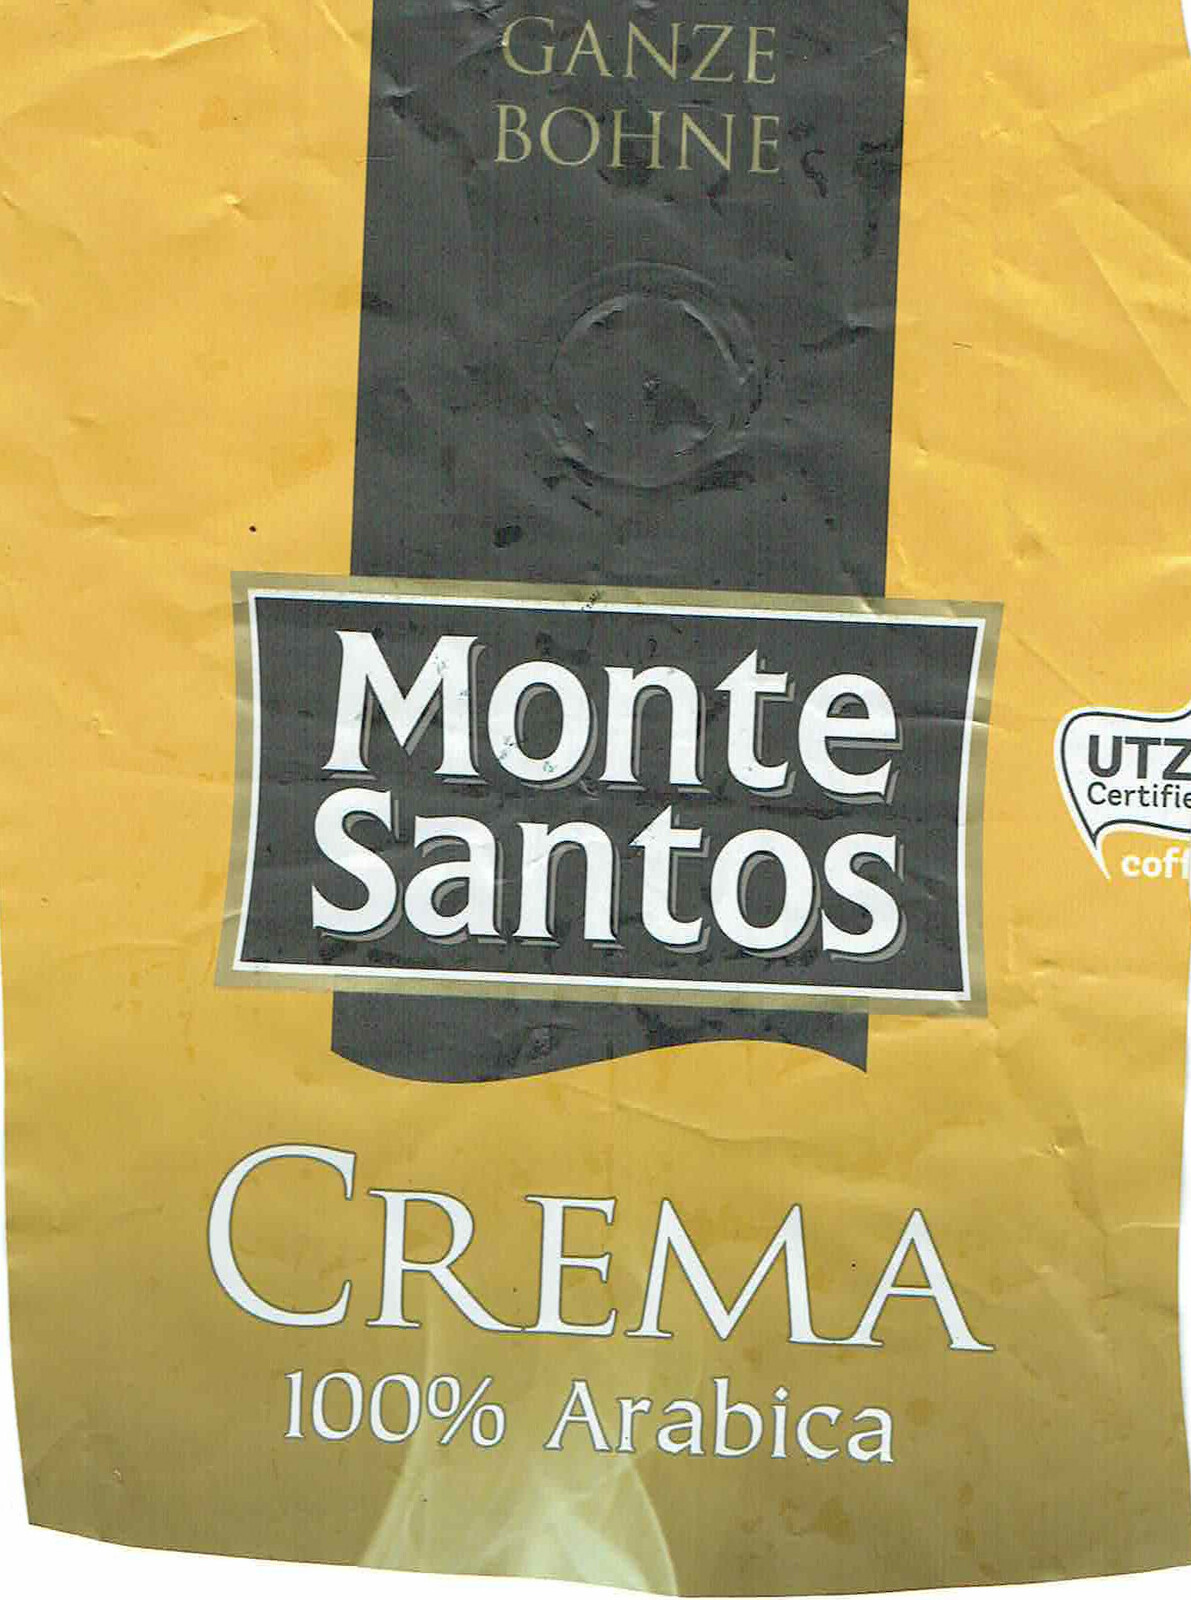 GANZE
BOHNE
Monte
Santos
UTZ
Certifie
coff
CREMA
100% Arabica